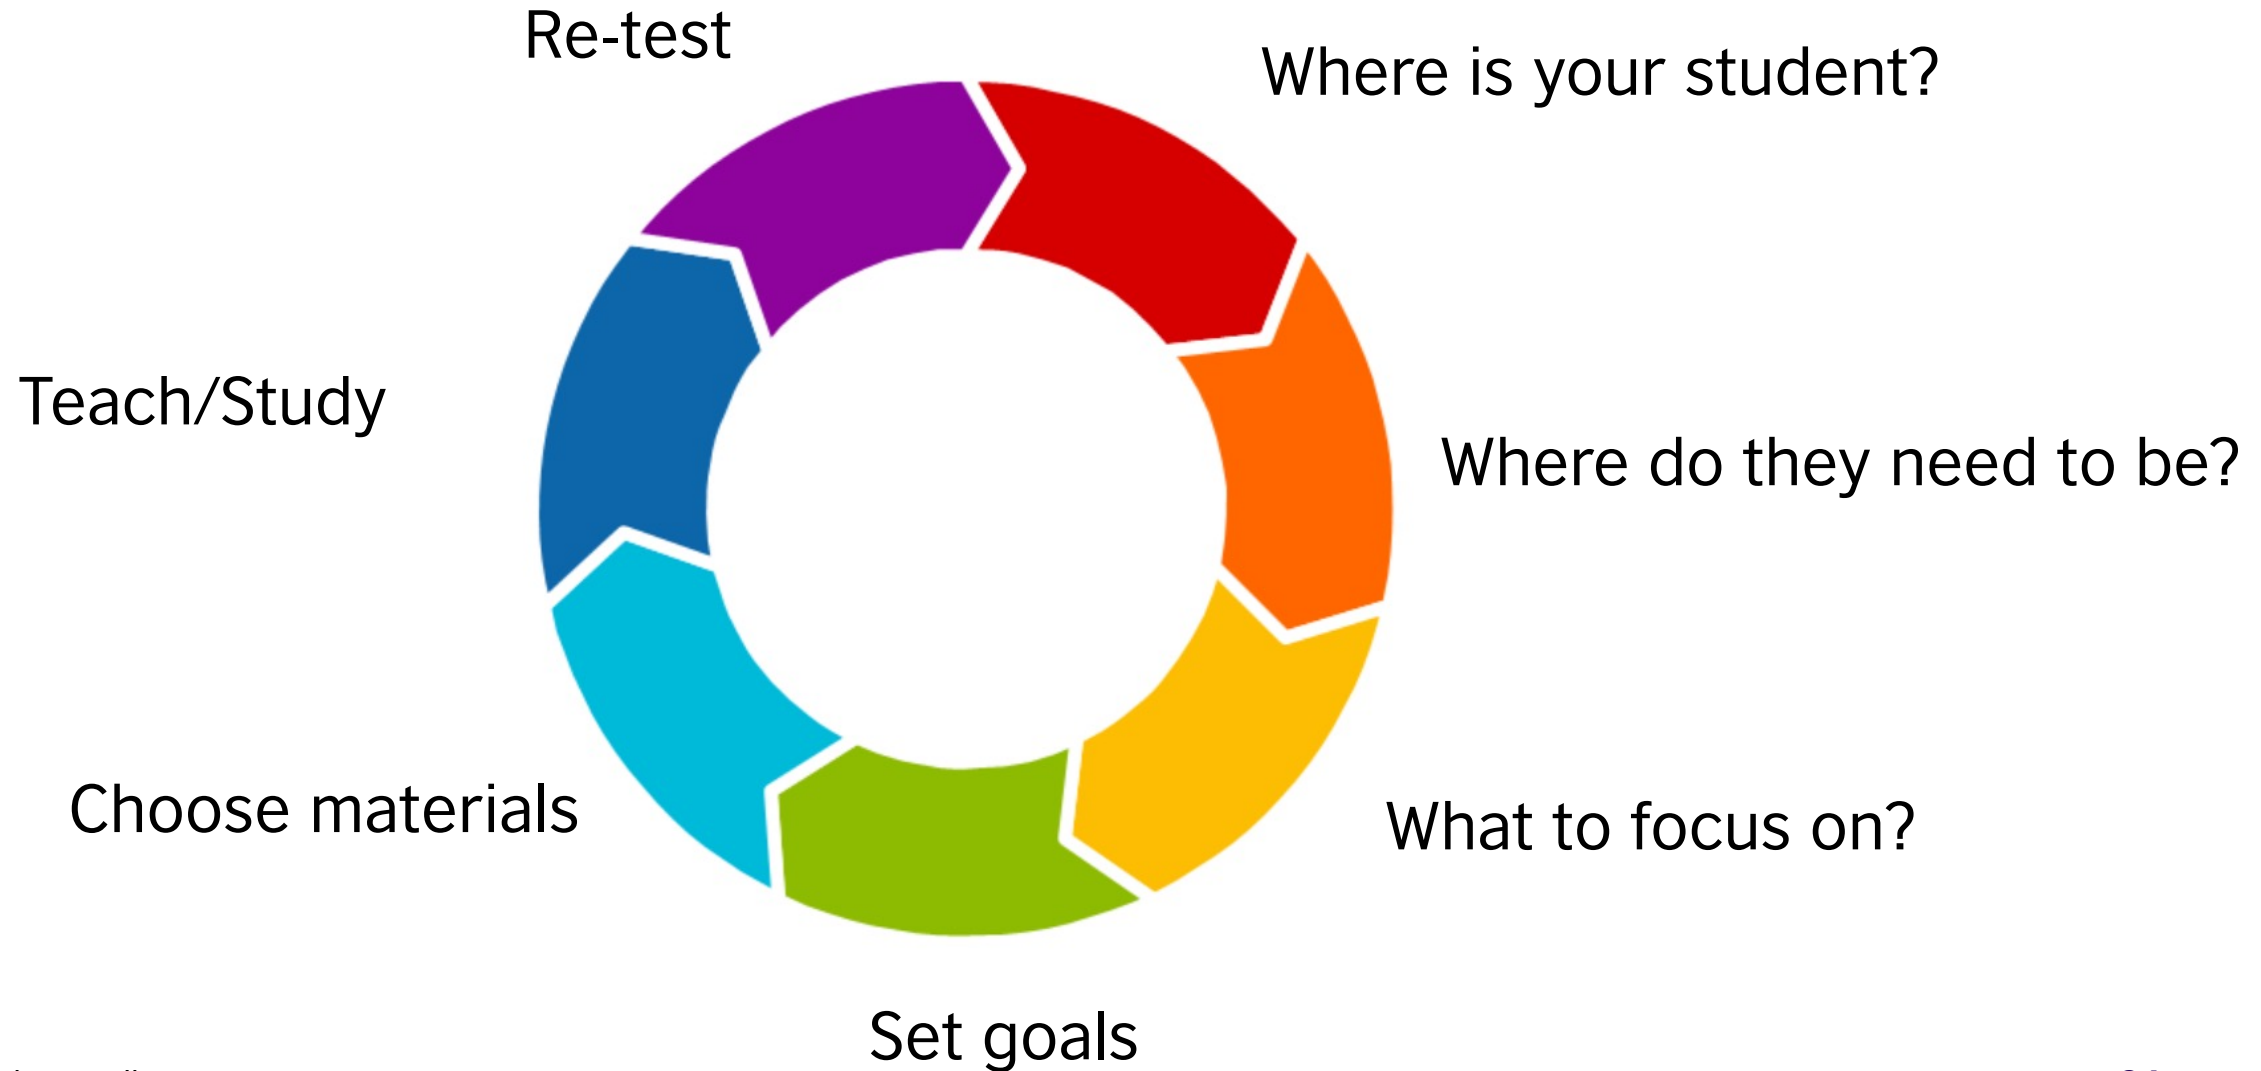 Re-test
Where is your student?
Where do they need to be?
What to focus on?
Set goals
Choose materials
Teach/Study